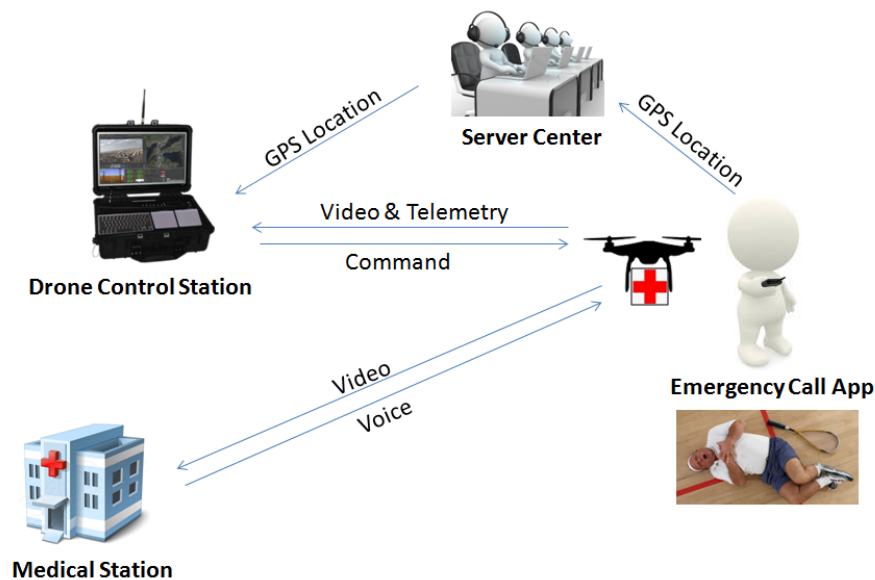 Server Center
GPS Location
GPS Location
Video & Telemetry
Command
Drone Control Station
Video
Voice
Emergency Call App
Medical Station